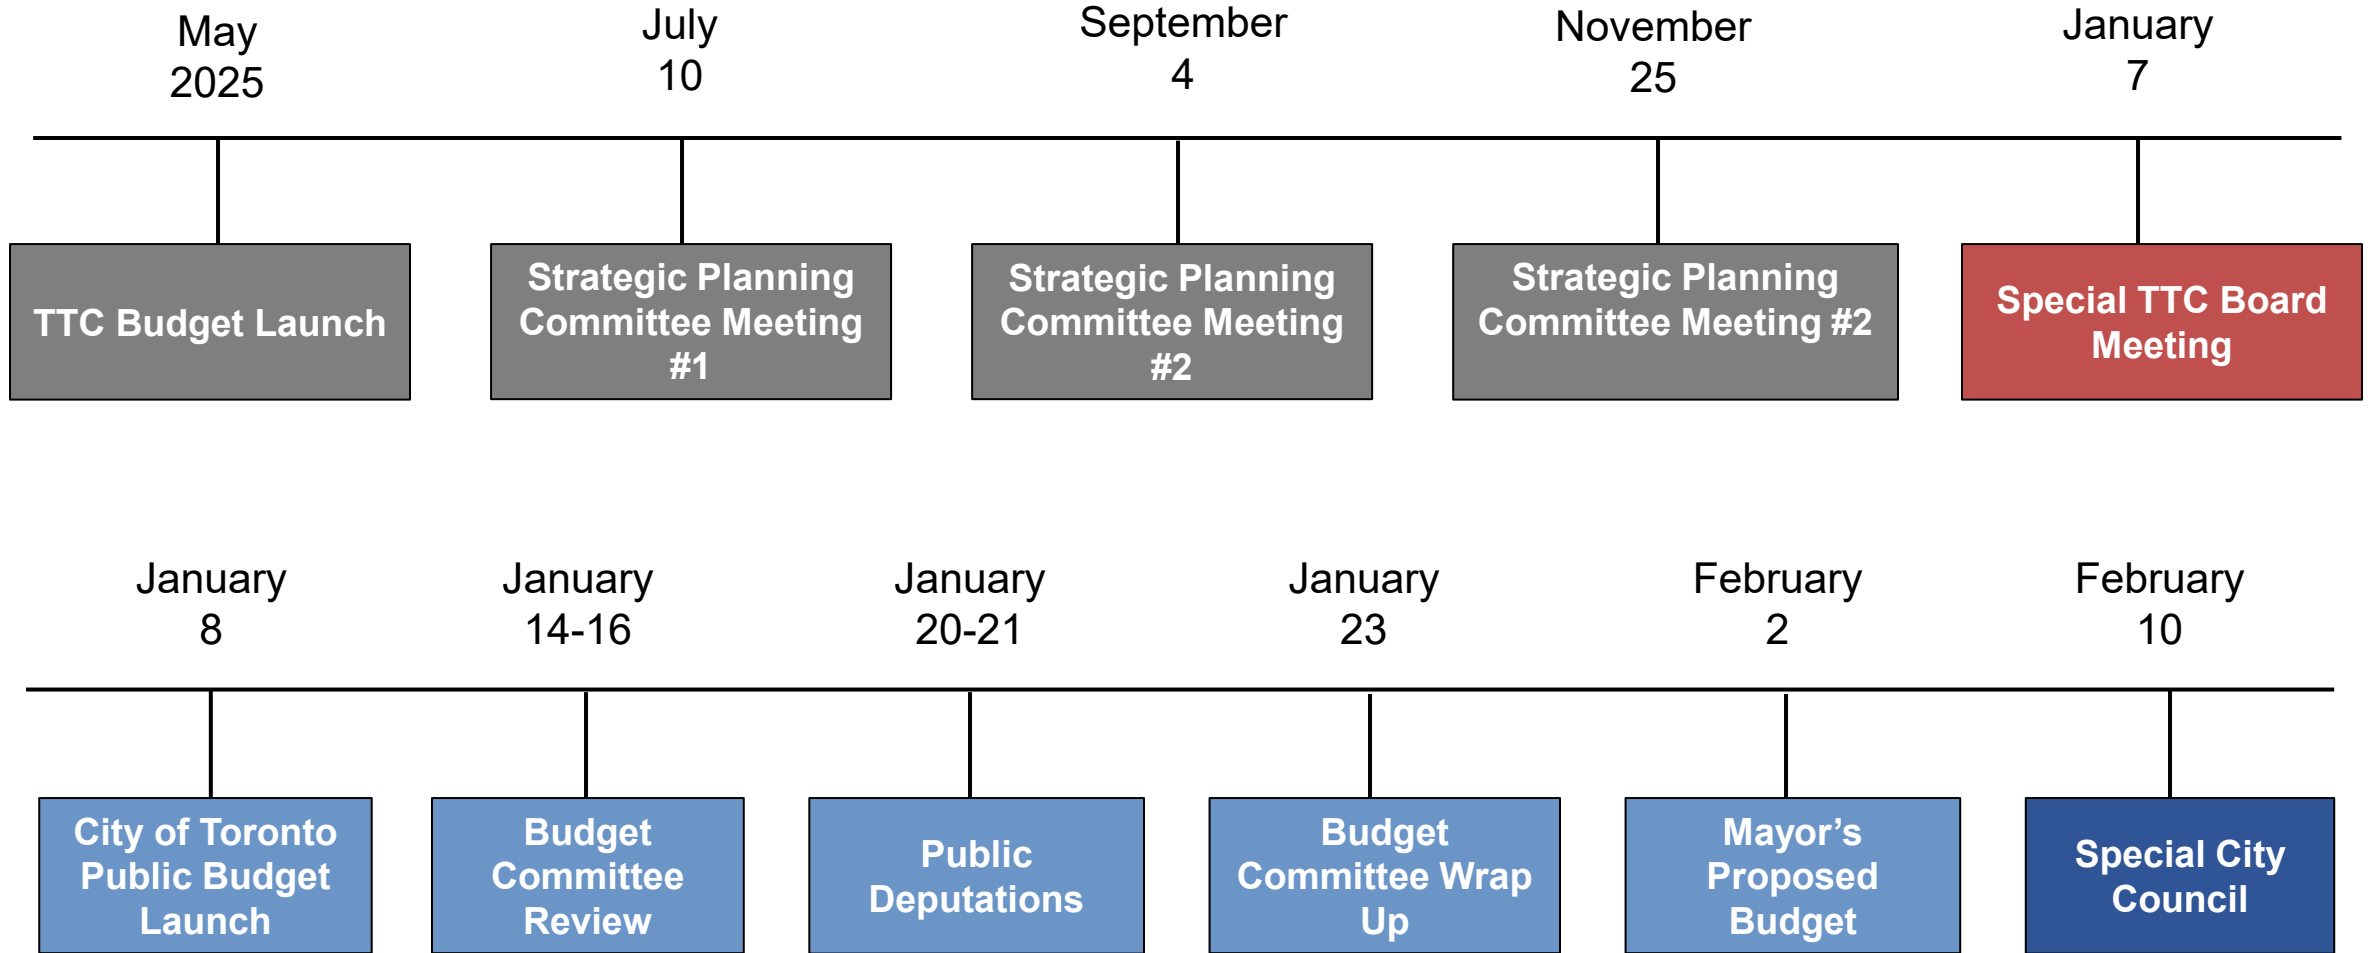 May
2025
July
10
September
4
November
25
January
7
TTC Budget Launch
Strategic Planning
Committee Meeting
#1
Strategic Planning
Committee Meeting
#2
Strategic Planning
Committee Meeting #2
Special TTC Board
Meeting
January
8
January
14-16
January
20-21
January
23
February
2
February
10
City of Toronto
Public Budget
Launch
Budget
Committee
Review
Public
Deputations
Budget
Committee Wrap
Up
Mayor’s
Proposed
Budget
Special City
Council